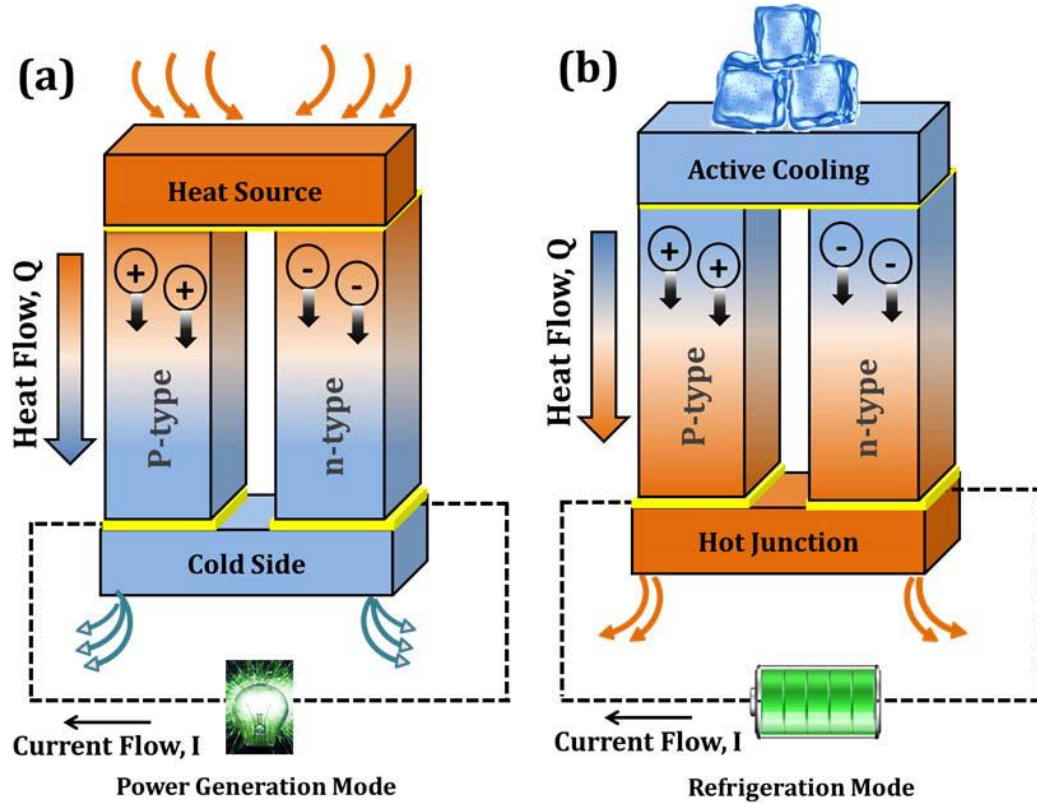 (a)
Heat Source
+
+
-
-
Heat Flow, Q
P-type
n-type
Cold Side
Current Flow, I
Power Generation Mode
(b)
Active Cooling
+
+
-
-
Heat Flow, Q
P-type
n-type
Hot Junction
Current Flow, I
Refrigeration Mode